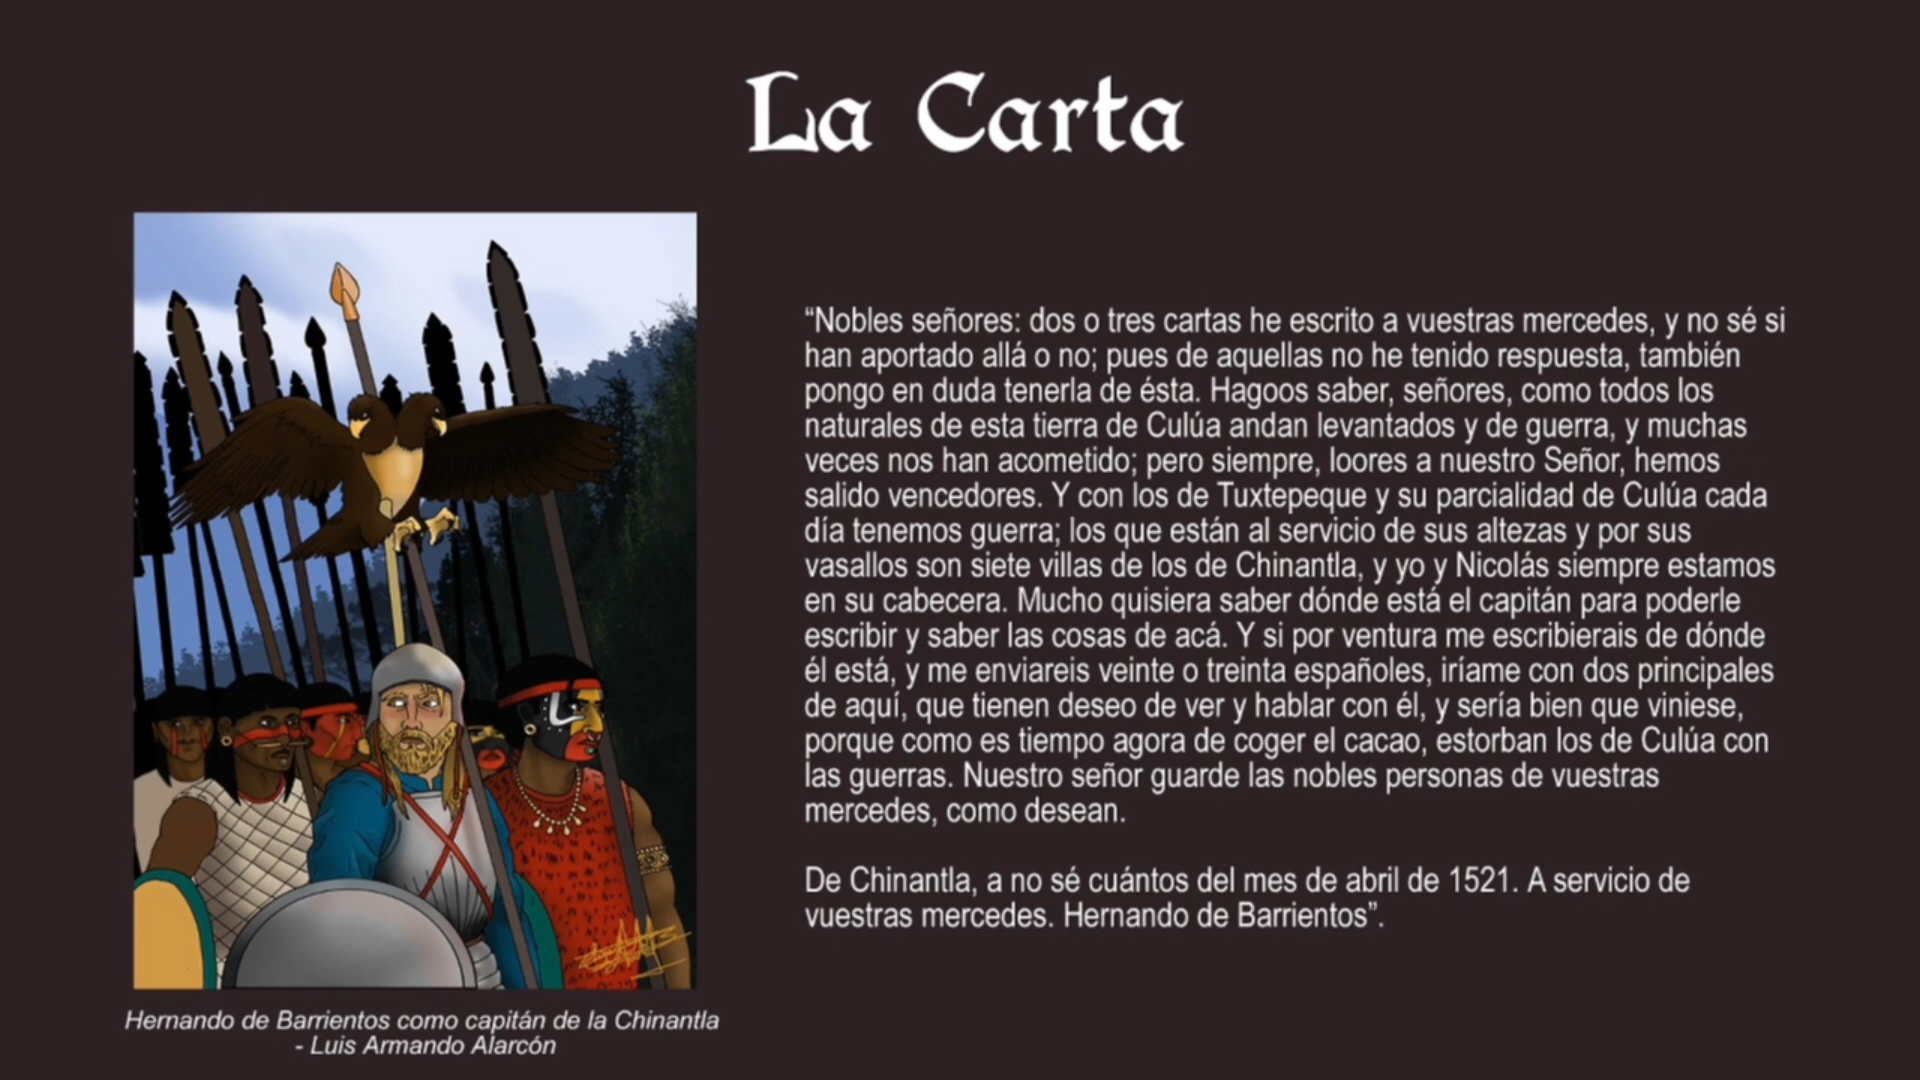 La Carta
“Nobles señores: dos o tres cartas he escrito a vuestras mercedes, y no sé si
han aportado allá o no; pues de aquellas no he tenido respuesta, también
pongo en duda tenerla de ésta. Hagoos saber, señores, como todos los
naturales de esta tierra de Culúa andan levantados y de guerra, y muchas
veces nos han acometido; pero siempre, loores a nuestro Señor, hemos
salido vencedores. Y con los de Tuxtepeque y su parcialidad de Culúa cada
día tenemos guerra; los que están al servicio de sus altezas y por sus
vasallos son siete villas de los de Chinantla, y yo y Nicolás siempre estamos
en su cabecera. Mucho quisiera saber dónde está el capitán para poderle
escribir y saber las cosas de acá. Y si por ventura me escribierais de dónde
él está, y me enviareis veinte o treinta españoles, iríame con dos principales
de aquí, que tienen deseo de ver y hablar con él, y sería bien que viniese,
porque como es tiempo agora de coger el cacao, estorban los de Culúa con
las guerras. Nuestro señor guarde las nobles personas de vuestras
mercedes, como desean.
De Chinantla, a no sé cuántos del mes de abril de 1521. A servicio de
vuestras mercedes. Hernando de Barrientos”.
Hernando de Barrientos como capitán de la Chinantla
- Luis Armando Alarcón